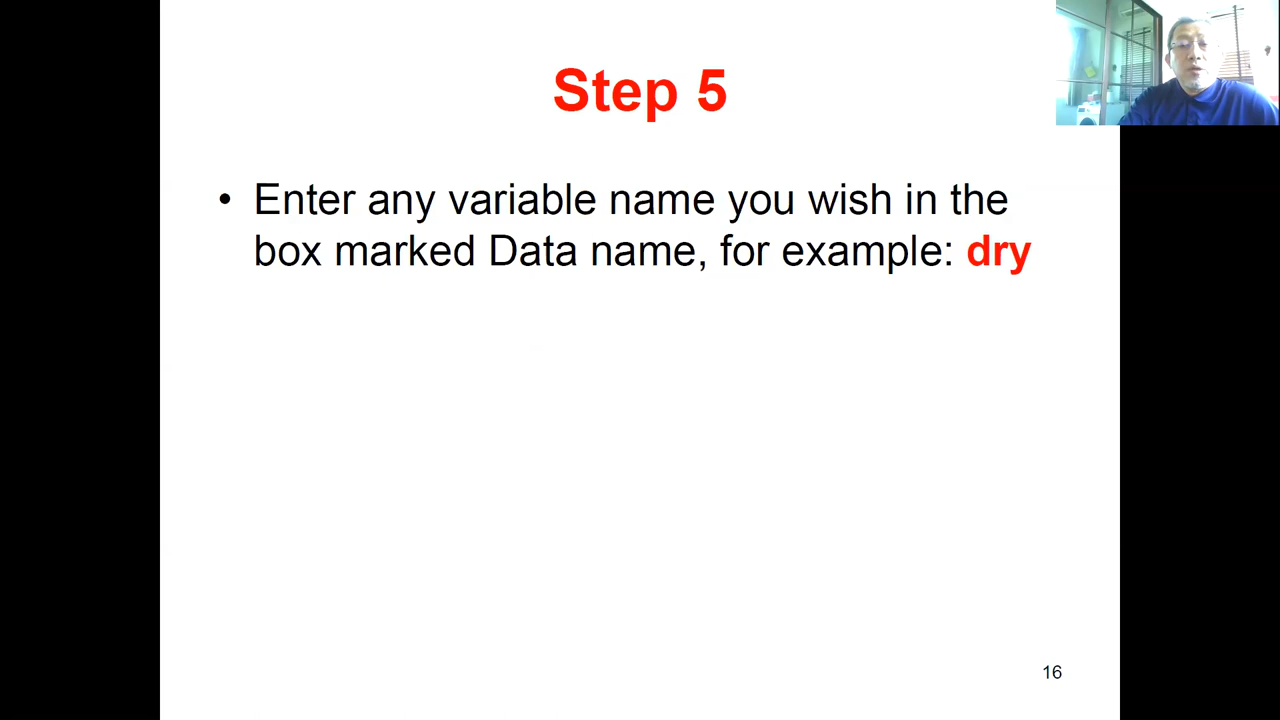 Step 5
• Enter any variable name you wish in the
box marked Data name, for example: dry
16